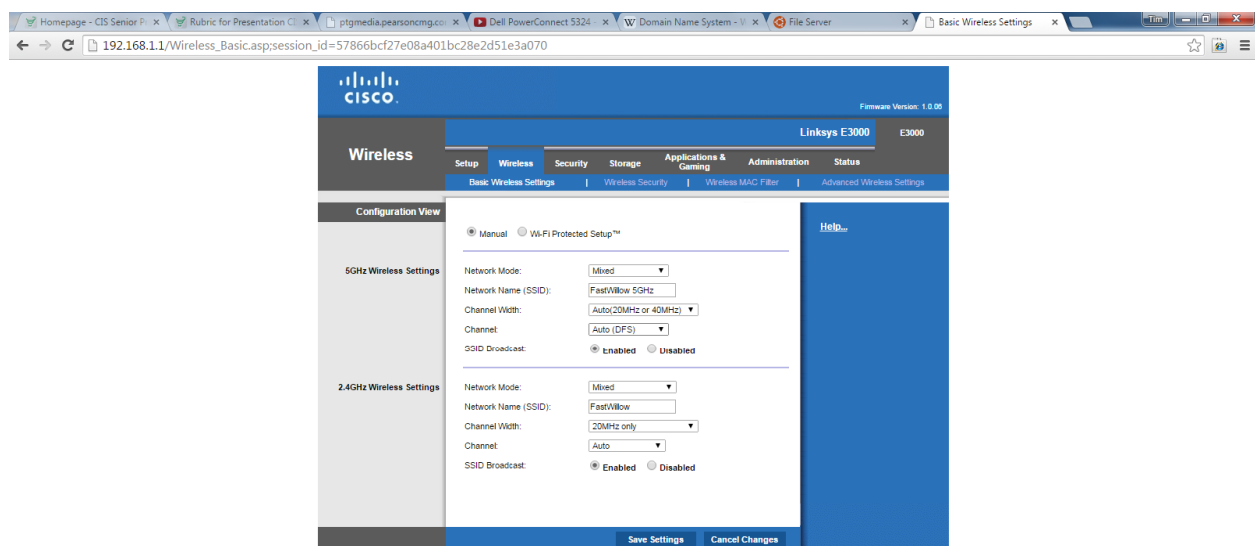 Homepage - CIS Senior P
Rubric for Presentation C
ptgmedia.pearsoncmg.co
Dell PowerConnect 5324 -
W Domain Name System - W
File Server
Basic Wireless Settings
Tim
192.168.1.1/Wireless_Basic.asp;session_id=57866bcf27e08a401bc28e2d51e3a070
CISCO.
Firmware Version: 1.0.06
Linksys E3000 E3000
Wireless
Setup Wireless Security Storage Applications & Gaming Administration Status
Basic Wireless Settings | Wireless Security | Wireless MAC Filter | Advanced Wireless Settings
Configuration View
Help...
Manual Wi-Fi Protected Setup™
5GHz Wireless Settings
Network Mode: Mixed
Network Name (SSID): FastWillow 5GHz
Channel Width: Auto(20MHz or 40MHz)
Channel: Auto (DFS)
SSID Broadcast: Enabled Disabled
2.4GHz Wireless Settings
Network Mode: Mixed
Network Name (SSID): FastWillow
Channel Width: 20MHz only
Channel: Auto
SSID Broadcast: Enabled Disabled
Save Settings Cancel Changes